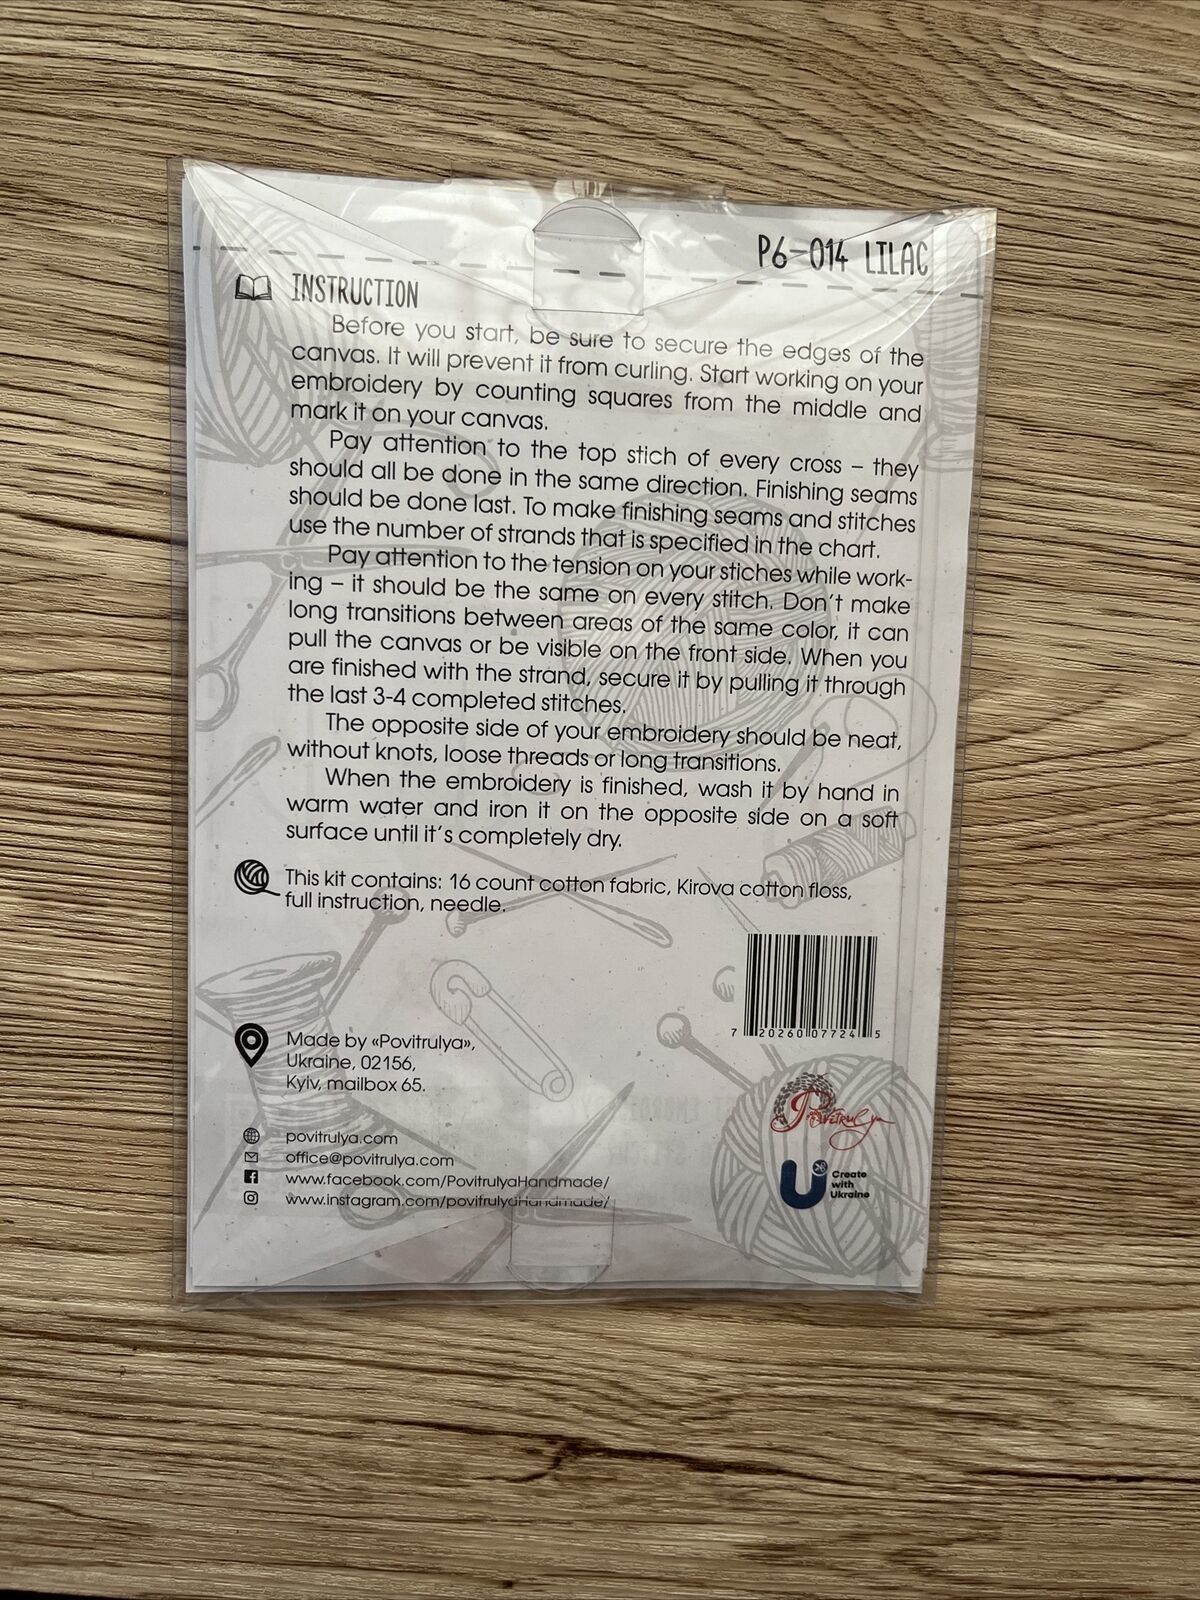 P6-014 LILAC
INSTRUCTION
Before you start, be sure to secure the edges of the
canvas. It will prevent it from curling. Start working on your
embroidery by counting squares from the middle and
mark it on your canvas.
Pay attention to the top stich of every cross – they
should all be done in the same direction. Finishing seams
should be done last. To make finishing seams and stitches
use the number of strands that is specified in the chart.
Pay attention to the tension on your stiches while work-
ing – it should be the same on every stitch. Don't make
long transitions between areas of the same color, it can
pull the canvas or be visible on the front side. When you
are finished with the strand, secure it by pulling it through
the last 3-4 completed stitches.
The opposite side of your embroidery should be neat,
without knots, loose threads or long transitions.
When the embroidery is finished, wash it by hand in
warm water and iron it on the opposite side on a soft
surface until it's completely dry.
This kit contains: 16 count cotton fabric, Kirova cotton floss,
full instruction, needle.
7 20260 07724 5
Made by «Povitrulya»,
Ukraine, 02156,
Kyiv, mailbox 65.
Povitrulya
povitrulya.com
office@povitrulya.com
www.facebook.com/PovitrulyaHandmade/
www.instagram.com/povitrulyaHandmade/
U
Create
with
Ukraine